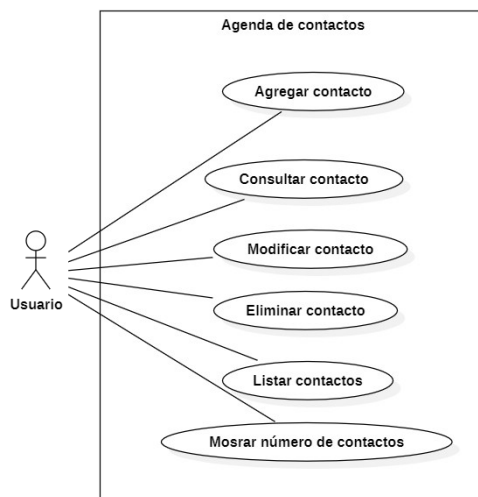 Agenda de contactos
Agregar contacto
Consultar contacto
Modificar contacto
Eliminar contacto
Usuario
Listar contactos
Mosrar número de contactos